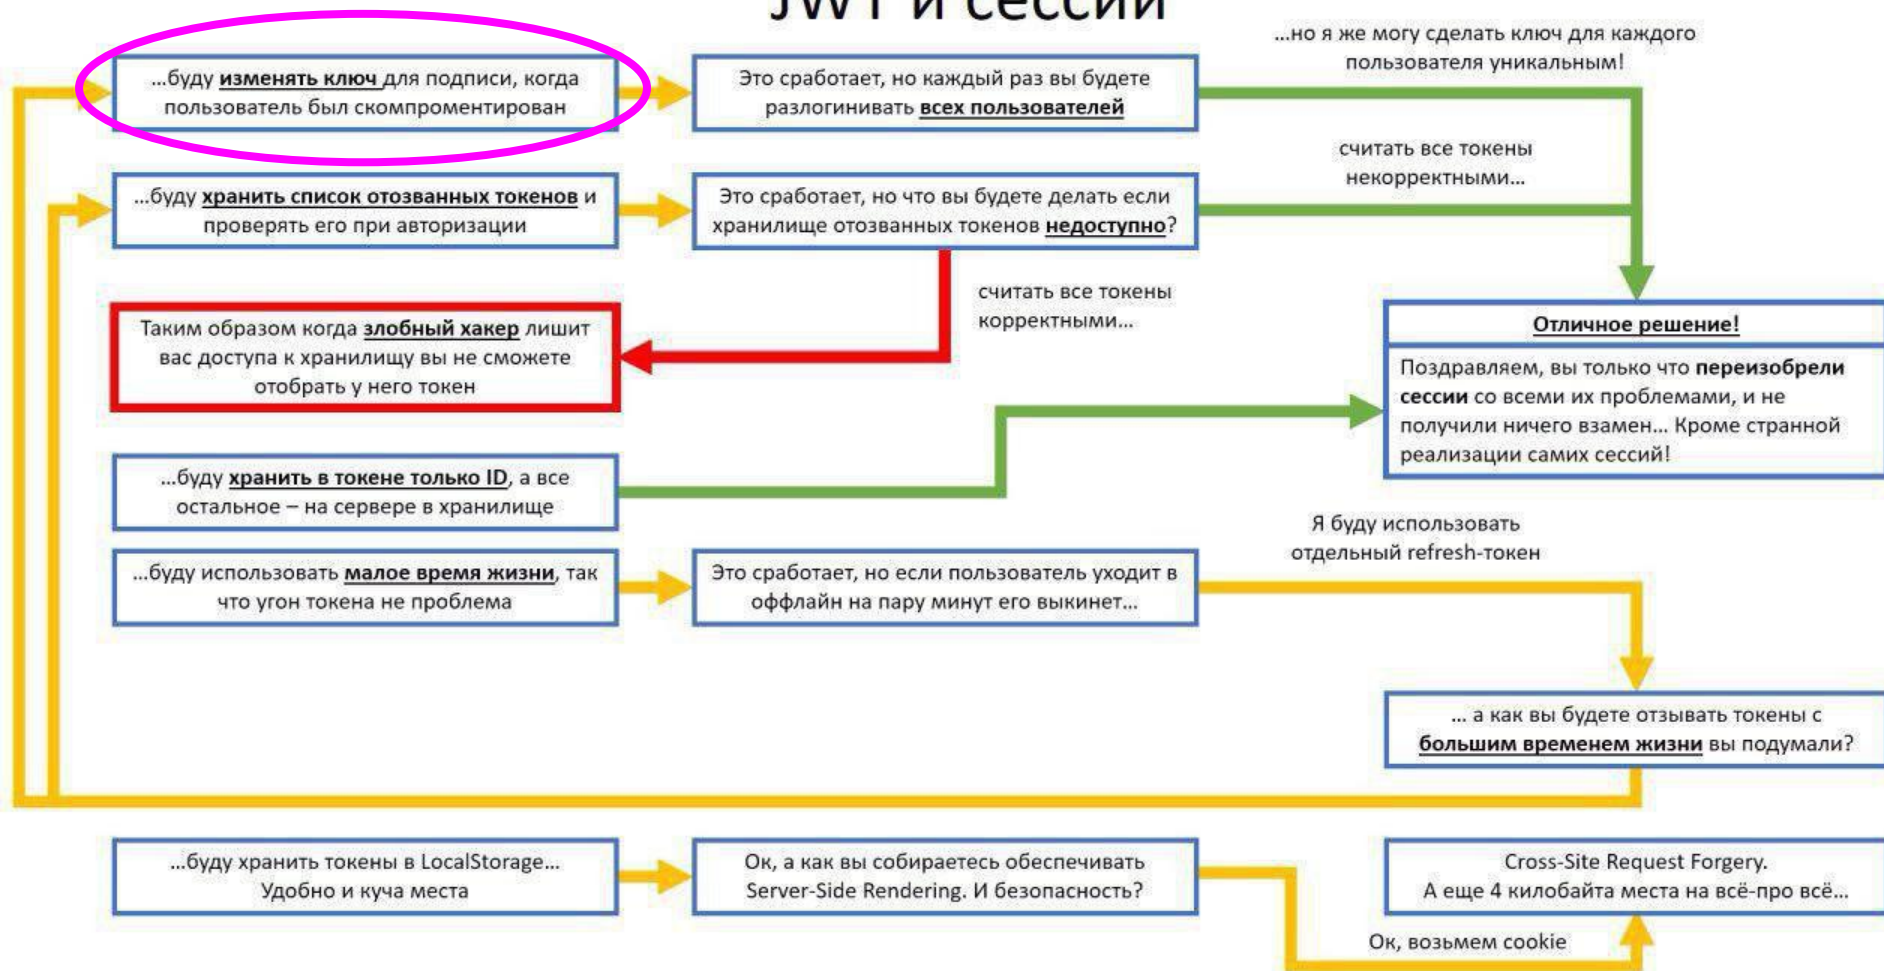 JWT и сессии
...но я же могу сделать ключ для каждого
пользователя уникальным!
...буду изменять ключ для подписи, когда
пользователь был скомпроментирован
Это сработает, но каждый раз вы будете
разлогинивать всех пользователей
считать все токены
некорректными...
...буду хранить список отозванных токенов и
проверять его при авторизации
Это сработает, но что вы будете делать если
хранилище отозванных токенов недоступно?
считать все токены
корректными...
Таким образом когда злобный хакер лишит
вас доступа к хранилищу вы не сможете
отобрать у него токен
Отличное решение!
Поздравляем, вы только что переизобрели
сессии со всеми их проблемами, и не
получили ничего взамен... Кроме странной
реализации самих сессий!
...буду хранить в токене только ID, а все
остальное – на сервере в хранилище
Я буду использовать
отдельный refresh-токен
...буду использовать малое время жизни, так
что угон токена не проблема
Это сработает, но если пользователь уходит в
оффлайн на пару минут его выкинет...
... а как вы будете отзывать токены с
большим временем жизни вы подумали?
...буду хранить токены в LocalStorage...
Удобно и куча места
Ок, а как вы собираетесь обеспечивать
Server-Side Rendering. И безопасность?
Cross-Site Request Forgery.
А еще 4 килобайта места на всё-про всё...
Ок, возьмем cookie